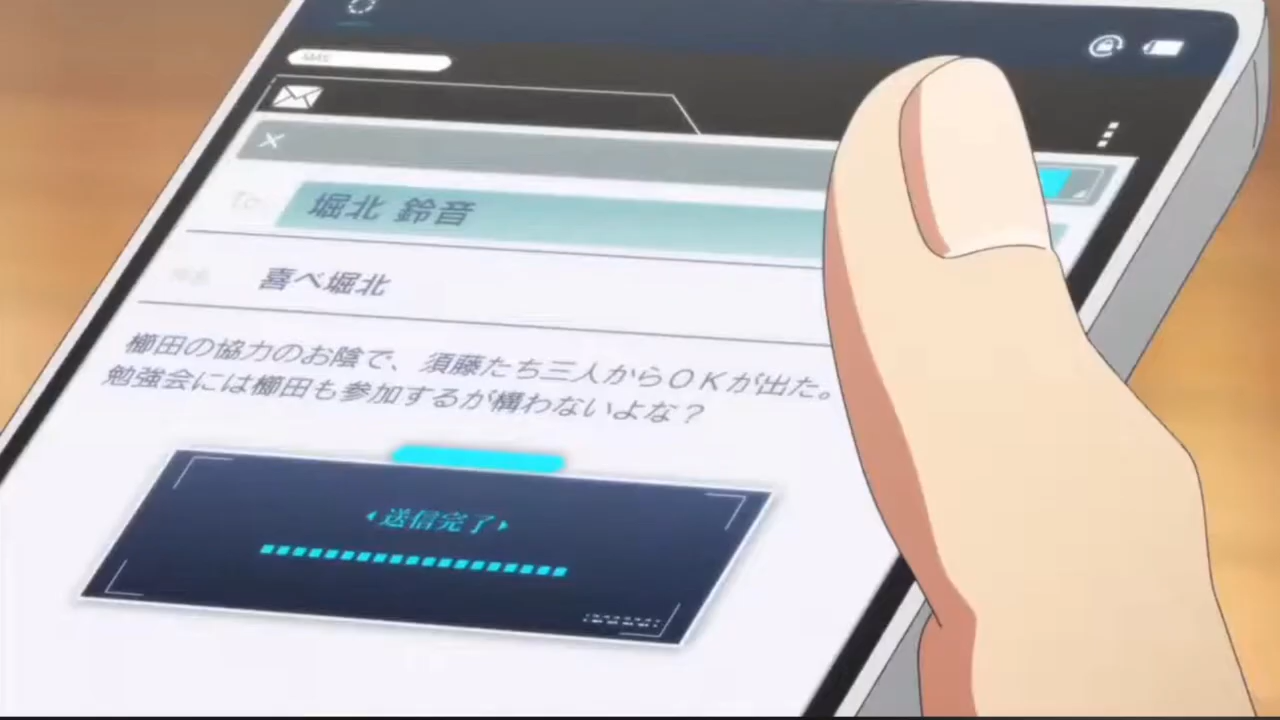 SMS
To
堀北 鈴音
喜べ堀北
櫛田の協力のお陰で、須藤たち三人からOKが出た。
勉強会には櫛田も参加するが構わないよな？
送信完了